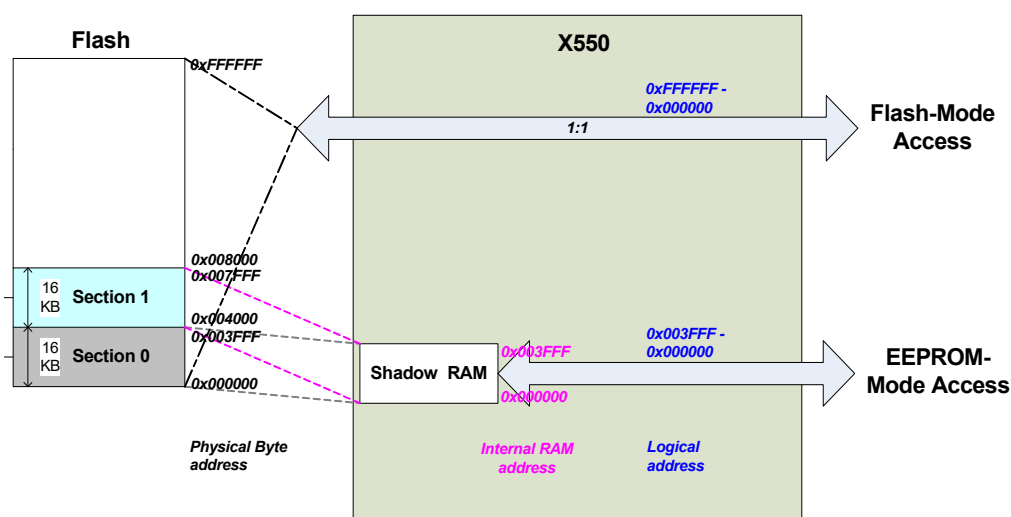 Flash
X550
0xFFFFFF
0xFFFFFF -
0x000000
1:1
Flash-Mode
Access
0x008000
0x007FFF
16
KB
Section 1
0x004000
0x003FFF
16
KB
Section 0
0x000000
Shadow RAM
0x003FFF
0x000000
0x003FFF -
0x000000
EEPROM-
Mode Access
Physical Byte
address
Internal RAM
address
Logical
address